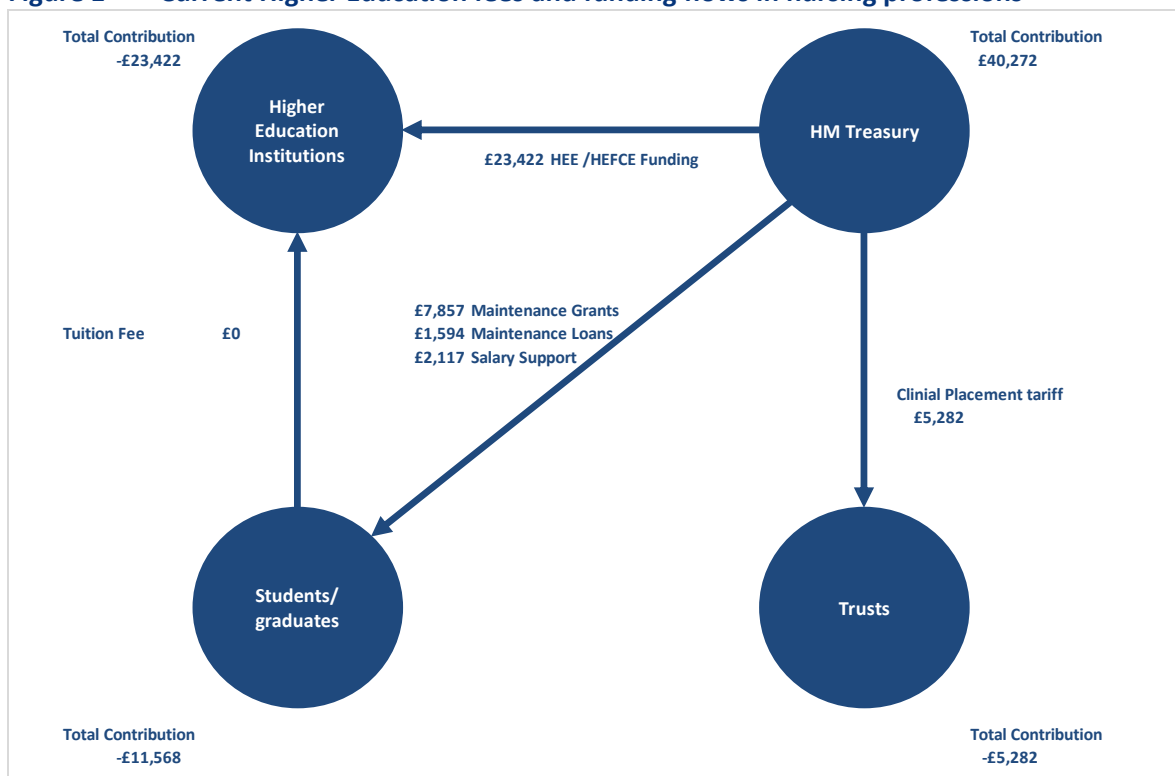 Figure Current Higher Education fees and funding flows in nursing professions
Total Contribution
-£23,422
Total Contribution
£40,272
Higher
Education
Institutions
HM Treasury
£23,422 HEE /HEFCE Funding
£7,857 Maintenance Grants
£1,594 Maintenance Loans
£2,117 Salary Support
Tuition Fee £0
Clinial Placement tariff
£5,282
Students/
graduates
Trusts
Total Contribution
-£11,568
Total Contribution
-£5,282